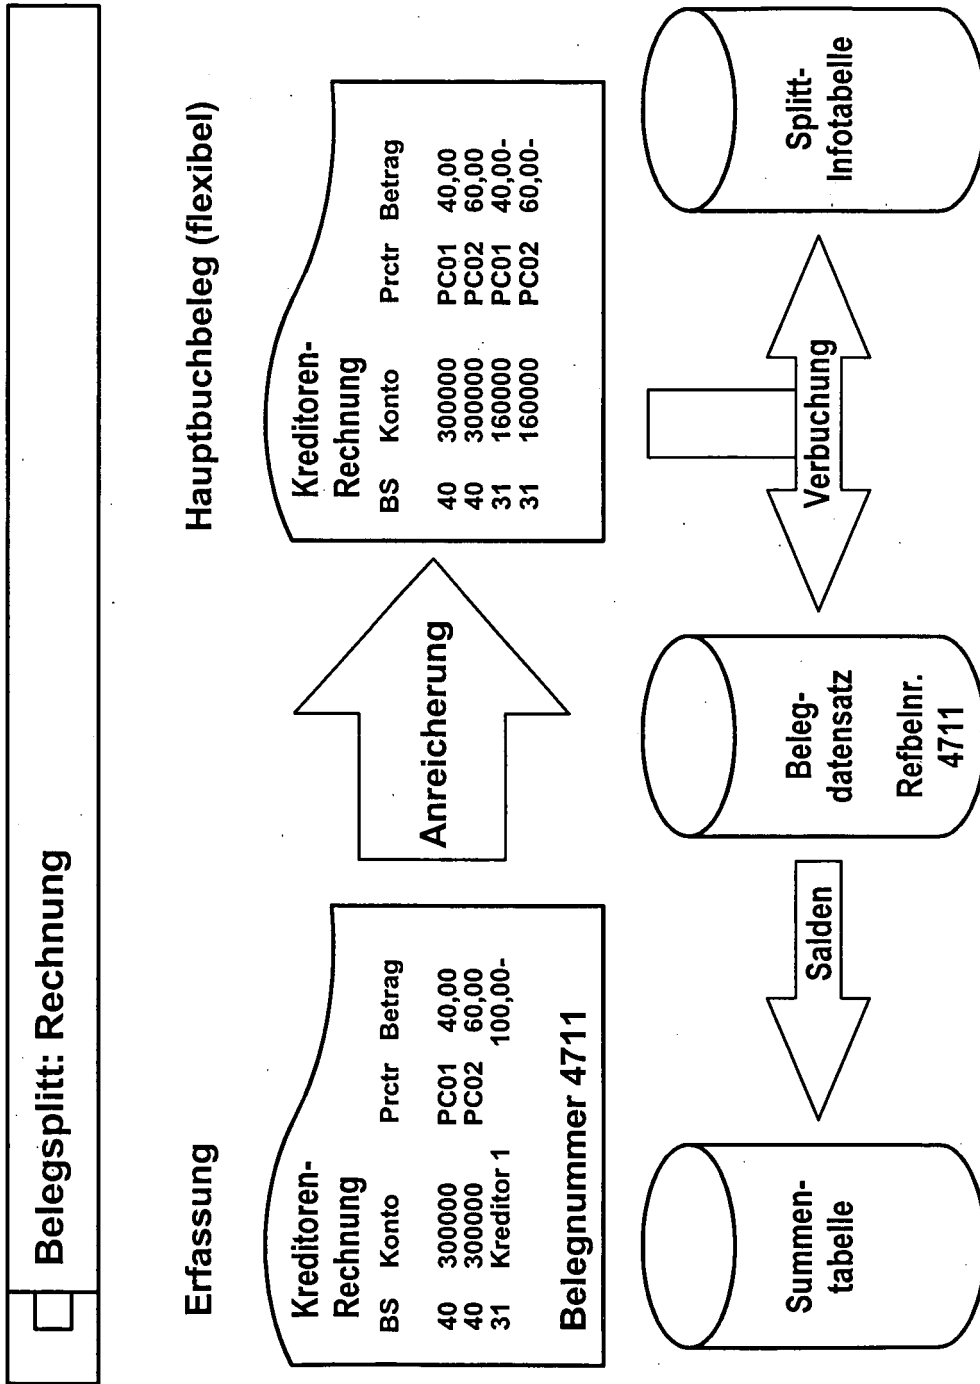 Belegsplitt: Rechnung
Erfassung
Kreditoren-
Rechnung
BS Konto Prctr Betrag
40 300000 PC01 40,00
40 300000 PC02 60,00
31 Kreditor 1 100,00-
Belegnummer 4711
Anreicherung
Hauptbuchbeleg (flexibel)
Kreditoren-
Rechnung
BS Konto Prctr Betrag
40 300000 PC01 40,00
40 300000 PC02 60,00
31 160000 PC01 40,00-
31 160000 PC02 60,00-
Summen-
tabelle
Salden
Beleg-
datensatz
Refbelnr.
4711
Verbuchung
Splitt-
Infotabelle